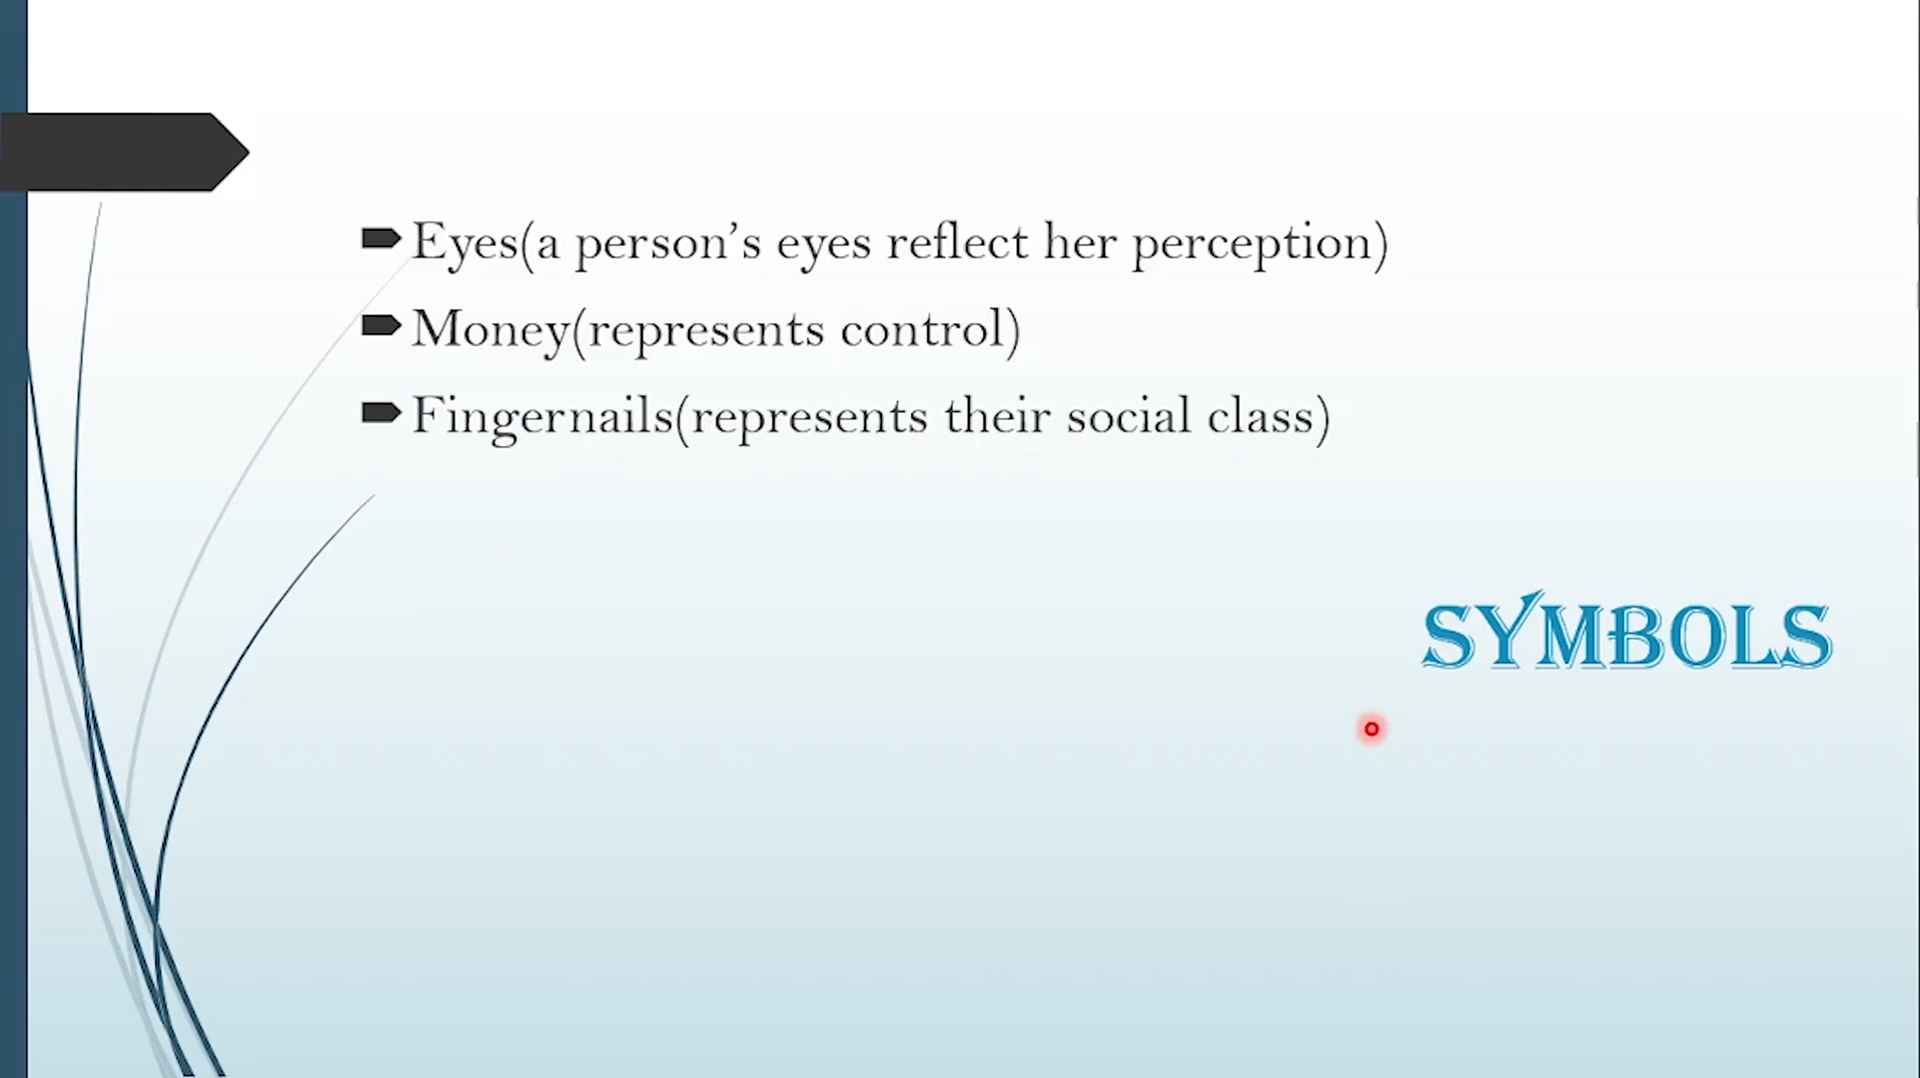 Eyes(a person’s eyes reflect her perception)
Money(represents control)
Fingernails(represents their social class)
SYMBOLS